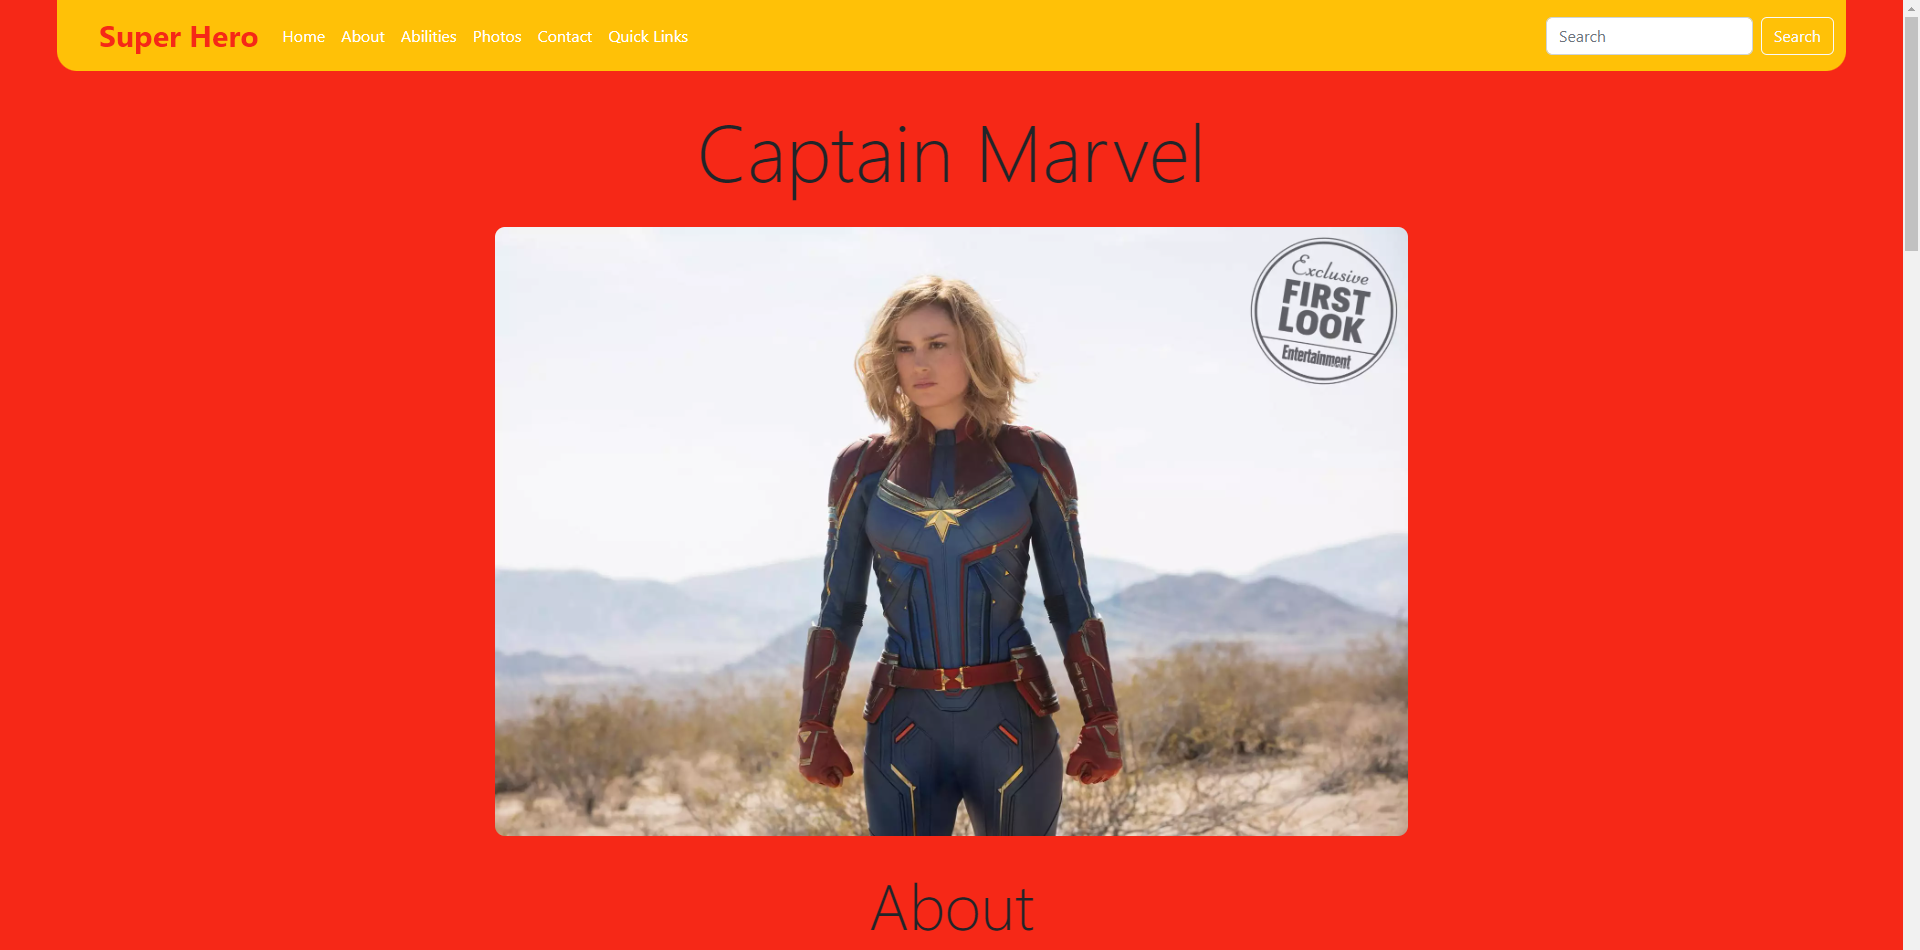 Super Hero
Home
About
Abilities
Photos
Contact
Quick Links
Search
Search
Captain Marvel
Exclusive
FIRST
LOOK
Entertainment
About